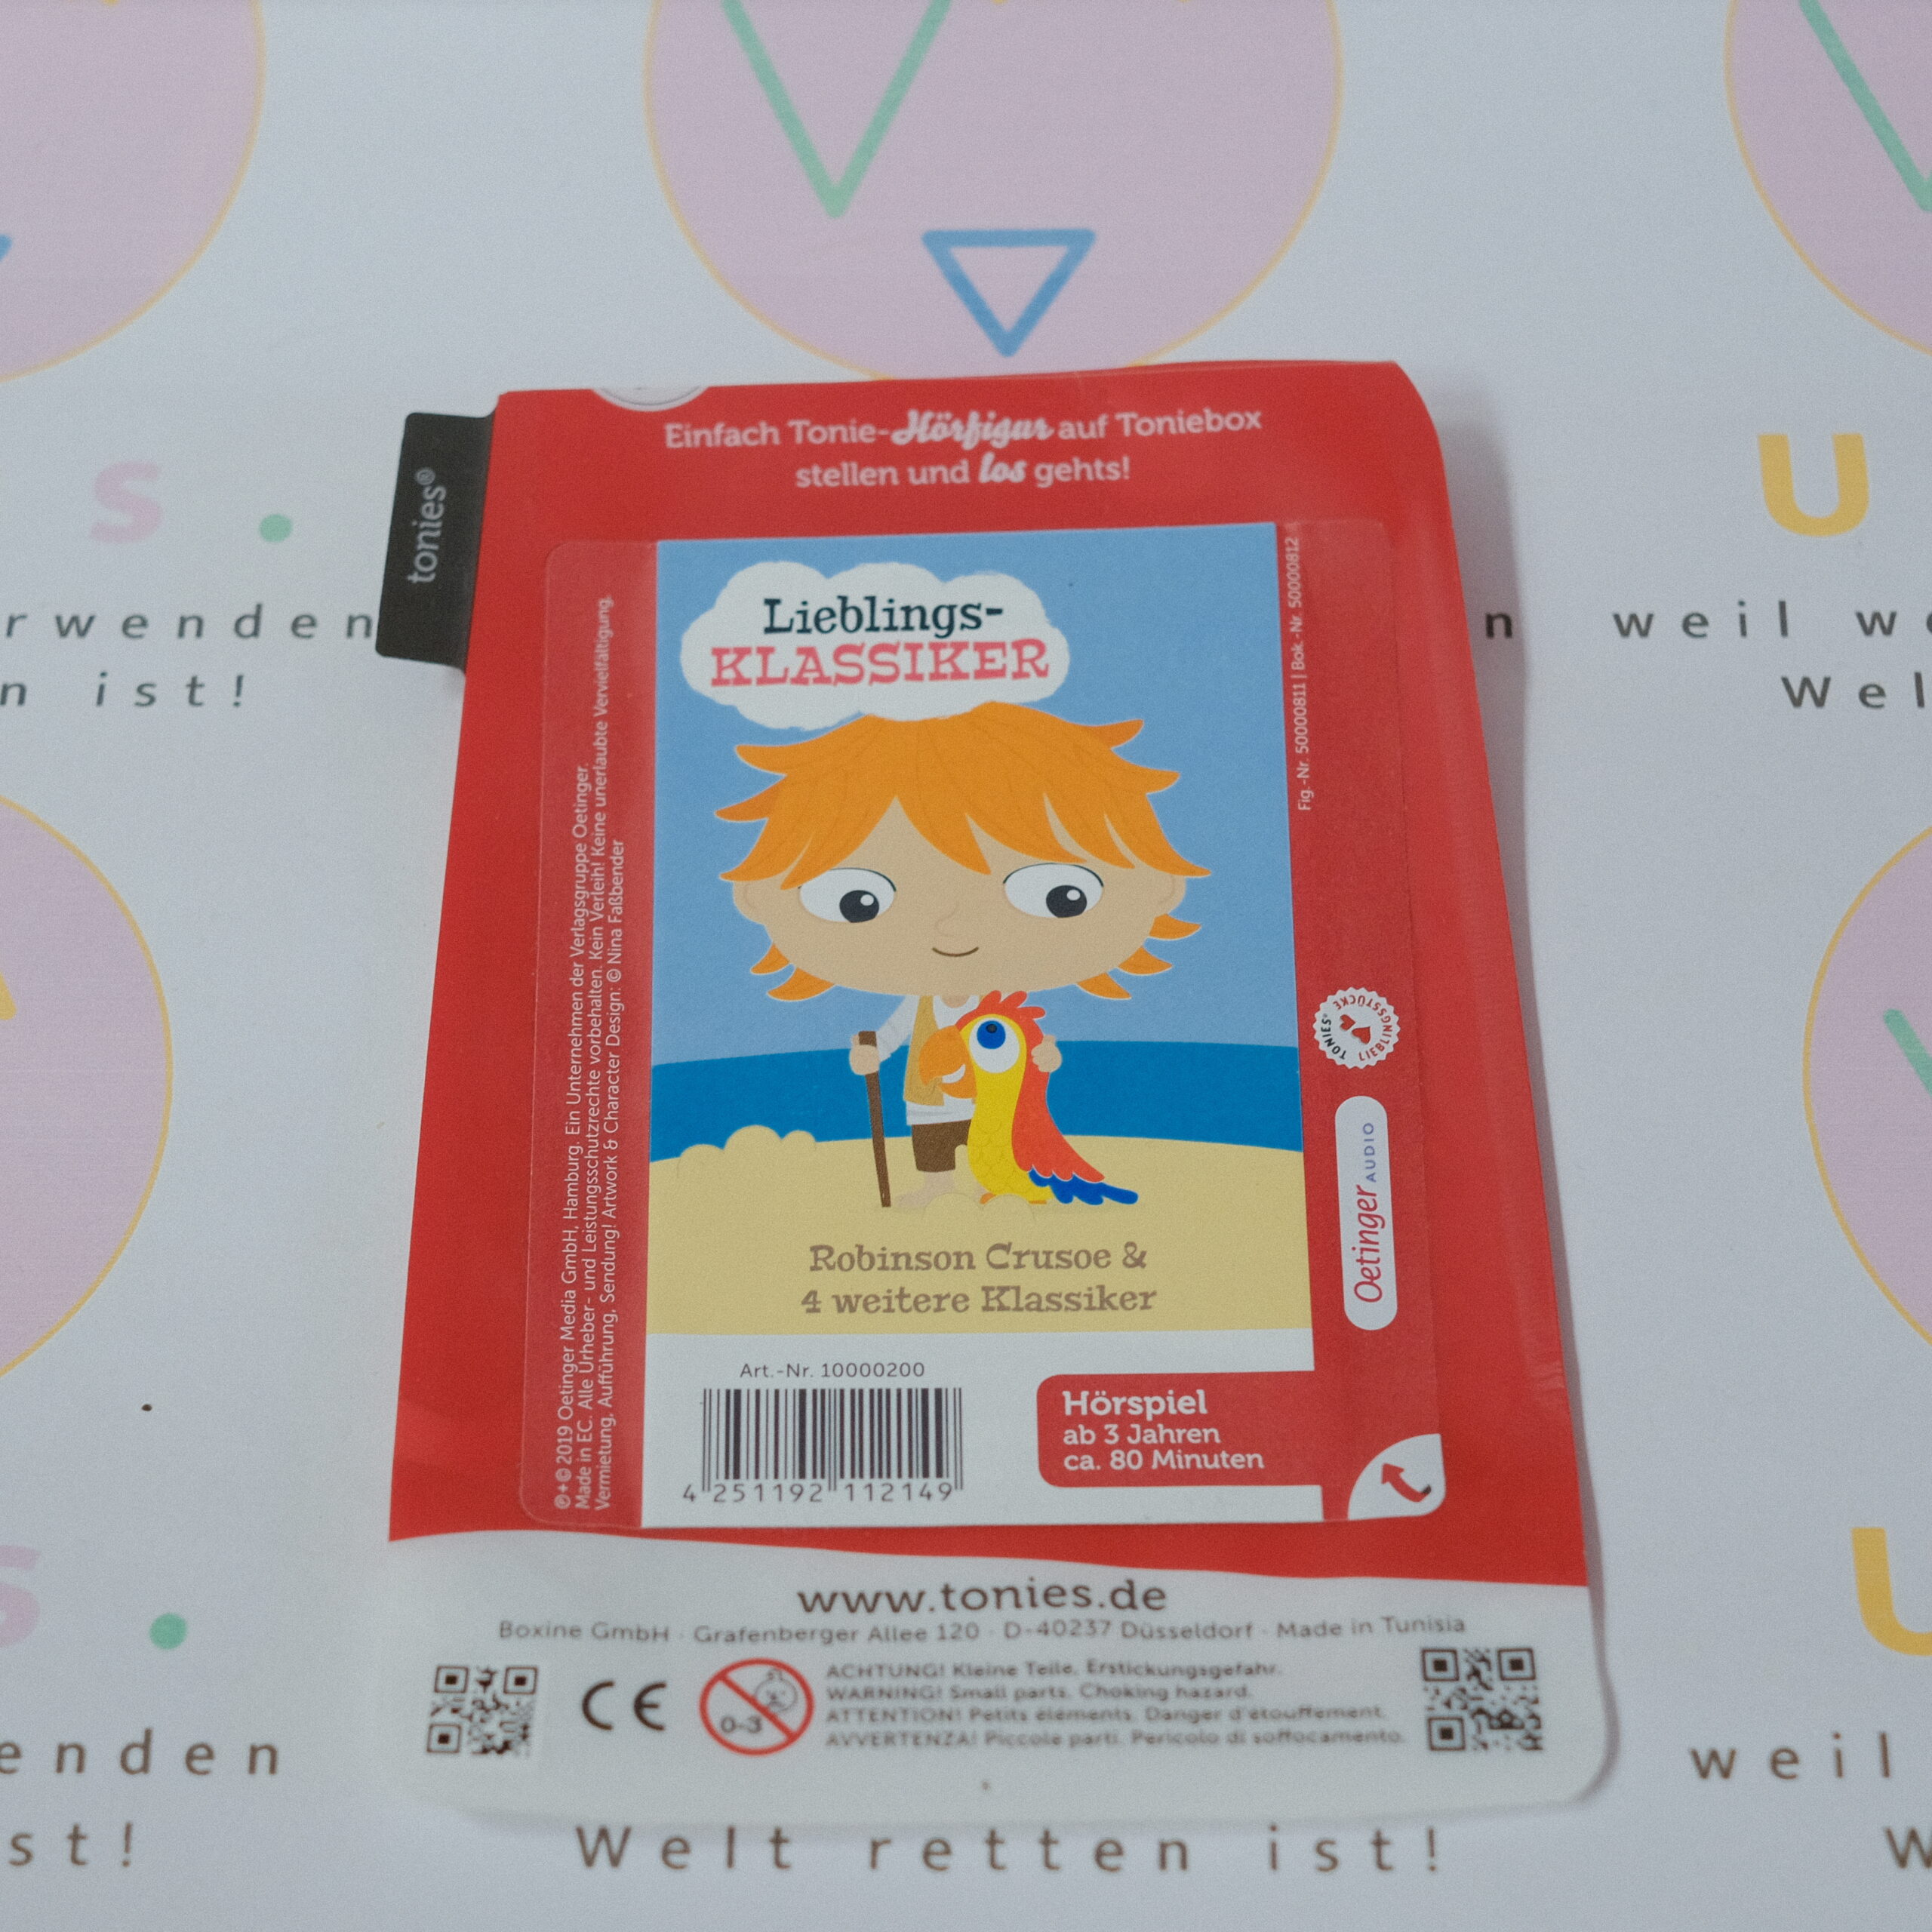 s.
U
rwenden
n ist!
n weil we
Wel
tonies®
Einfach Tonie-Hörfigur auf Toniebox
stellen und los gehts!
Lieblings-
KLASSIKER
Robinson Crusoe &
4 weitere Klassiker
Art.-Nr. 10000200
4 251192 112149
Hörspiel
ab 3 Jahren
ca. 80 Minuten
℗+© 2019 Oetinger Media GmbH, Hamburg. Ein Unternehmen der Verlagsgruppe Oetinger.
Made in EC. Alle Urheber- und Leistungsschutzrechte vorbehalten. Kein Verleih! Keine unerlaubte Vervielfältigung,
Vermietung, Aufführung, Sendung! Artwork & Character Design: © Nina Faßbender
Fig.-Nr. 50000811 | Bok.-Nr. 50000812
TONIES® LIEBLINGSSTÜCKE
Oetinger AUDIO
www.tonies.de
Boxine GmbH · Grafenberger Allee 120 · D-40237 Düsseldorf · Made in Tunisia
CE
0-3
ACHTUNG! Kleine Teile. Erstickungsgefahr.
WARNING! Small parts. Choking hazard.
ATTENTION! Petits éléments. Danger d'étouffement.
AVVERTENZA! Piccole parti. Pericolo di soffocamento.
s.
U
enden
st!
Welt retten ist!
weil
W